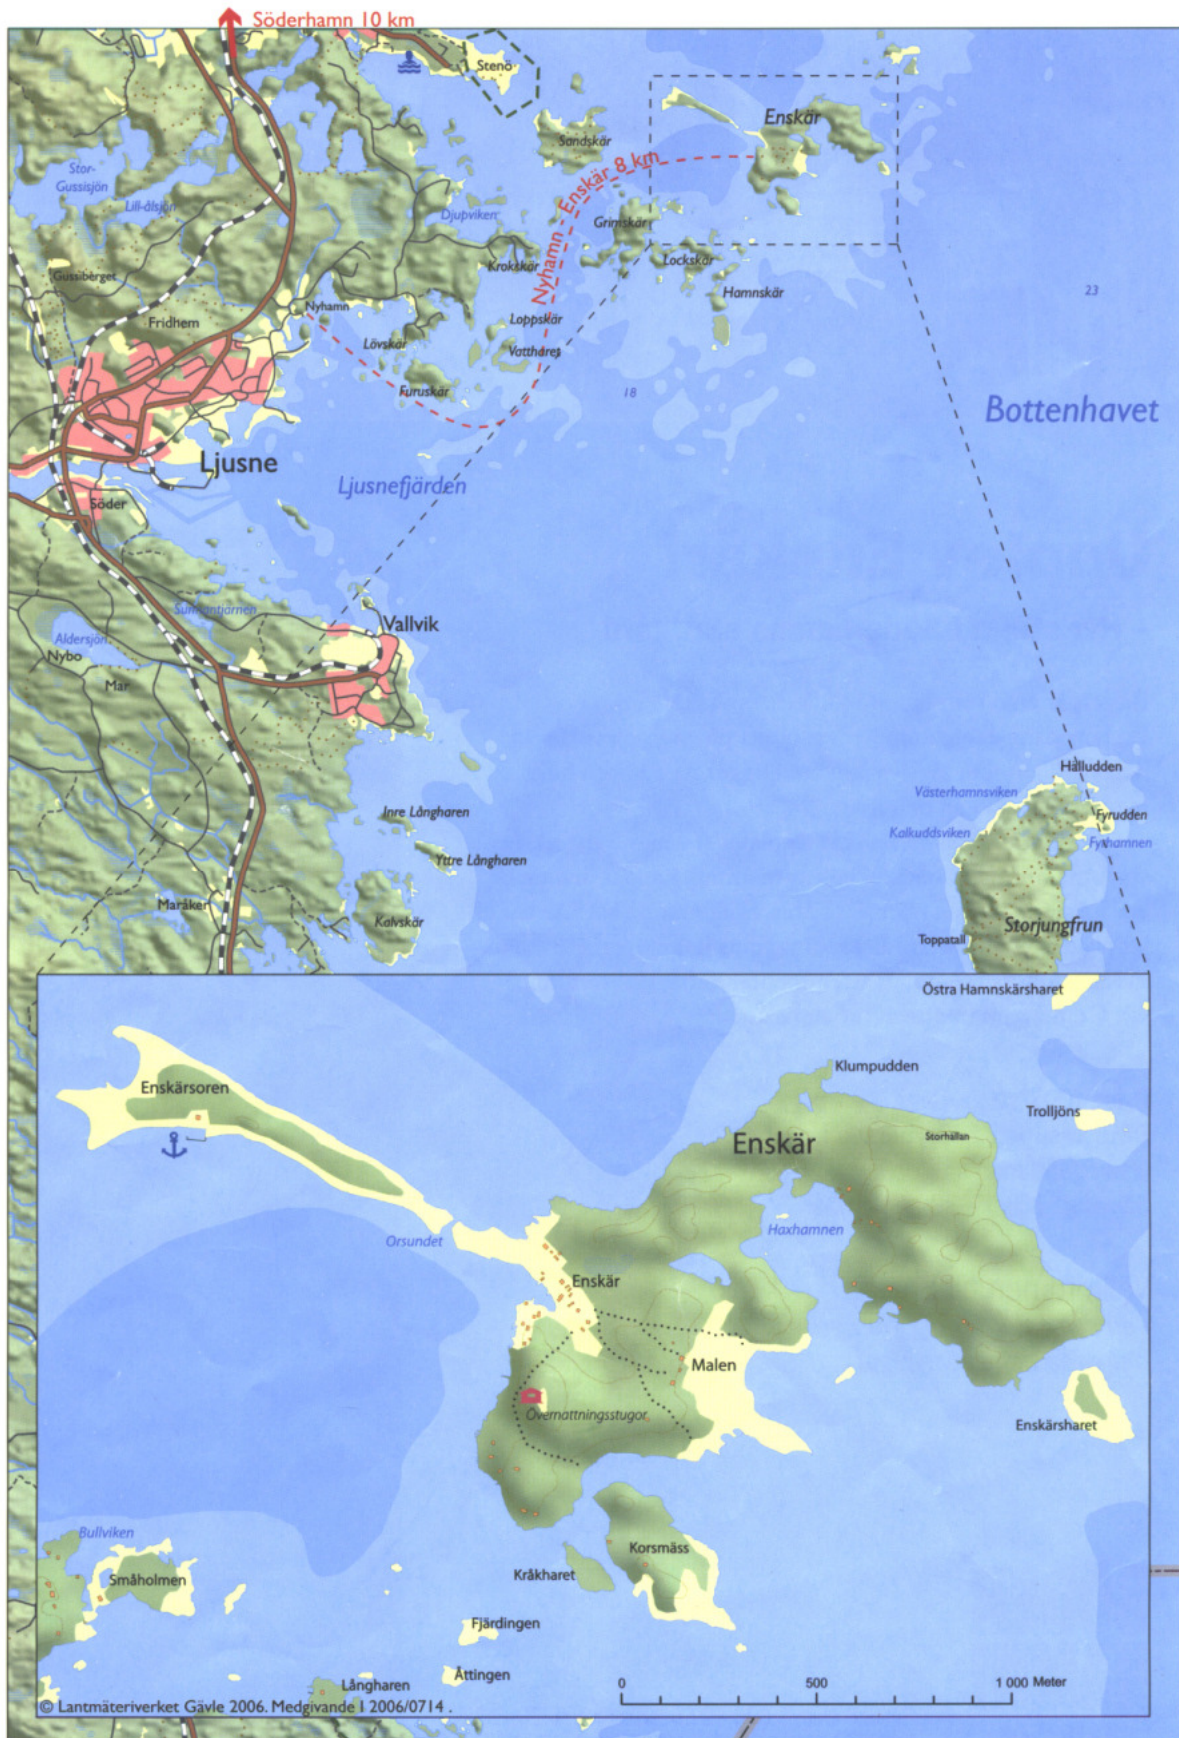 Söderhamn 10 km
Stenö
Enskär
Sandskär
Stor-
Gussisjön
Lill-ålsjön
Djupviken
Nyhamn - Enskär 8 km
Grimskär
Gussiberget
Krokskär
Lockskär
Hamnskär
23
Nyhamn
Loppskär
Fridhem
Lövskär
Vattharet
Furuskär
18
Bottenhavet
Ljusne
Ljusnefjärden
Söder
Vallvik
Aldersjön
Nybo
Mar
Hålludden
Västerhamnsviken
Fyrudden
Inre Långharen
Kalkuddsviken
Fyrhamnen
Yttre Långharen
Maråker
Kalvskär
Storjungfrun
Toppatall
Östra Hamnskärsharet
Klumpudden
Enskärsoren
Trolljöns
Enskär
Storhällan
Orsundet
Haxhamnen
Enskär
Malen
Övernattningsstugor
Enskärsharet
Bullviken
Korsmäss
Småholmen
Kråkharet
Fjärdingen
Åttingen
Långharen
0 500 1 000 Meter
© Lantmäteriverket Gävle 2006. Medgivande I 2006/0714 .